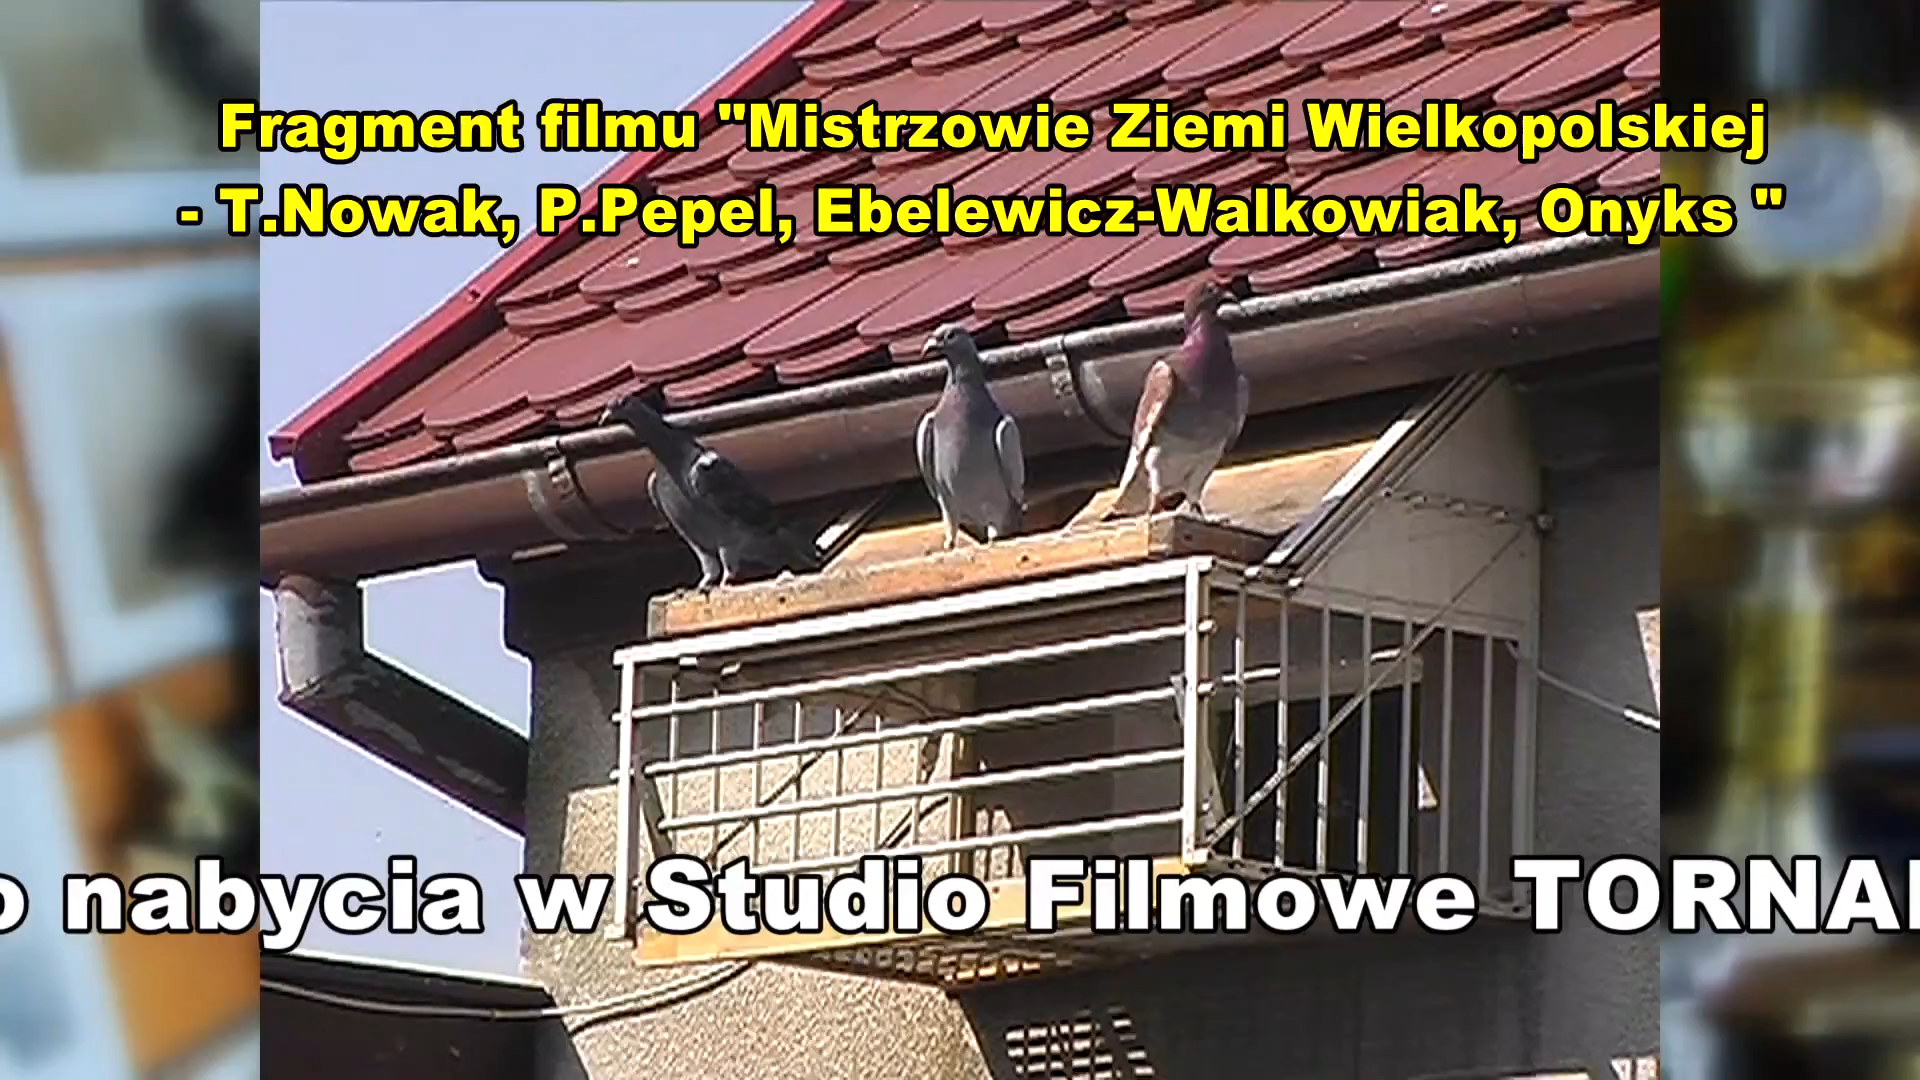 Fragment filmu "Mistrzowie Ziemi Wielkopolskiej
- T.Nowak, P.Pepel, Ebelewicz-Walkowiak, Onyks "
nabycia w Studio Filmowe